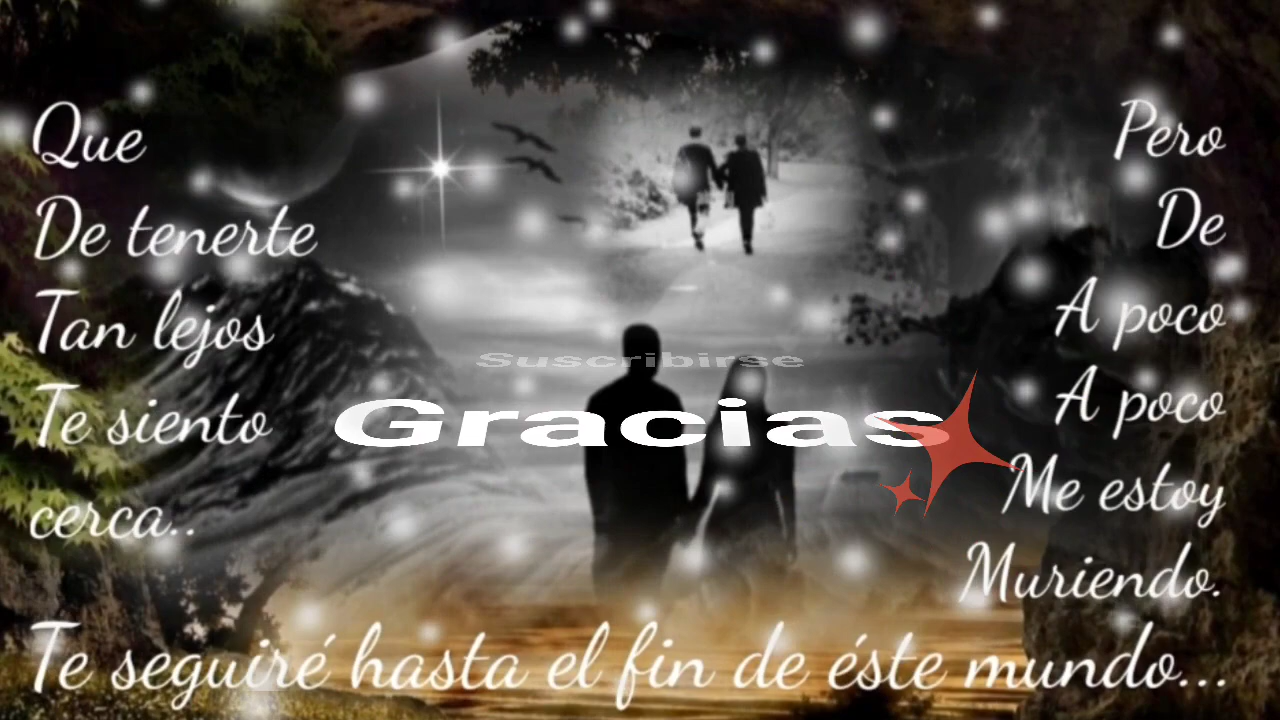 Que
De tenerte
Tan lejos
Te siento
cerca..
Pero
De
A poco
A poco
Me estoy
Muriendo.
Suscribirse
Gracias
Te seguiré hasta el fin de éste mundo...